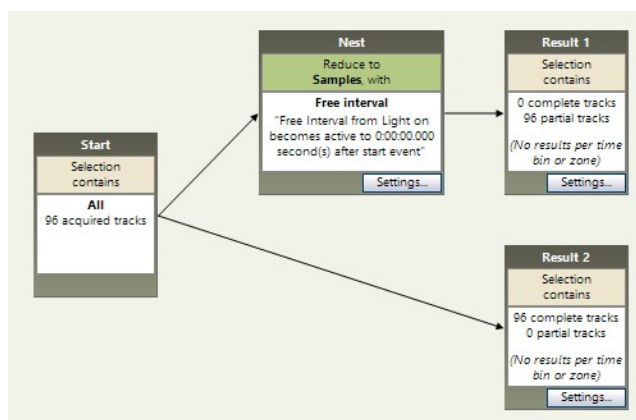 Nest
Reduce to
Samples, with
Free interval
"Free Interval from Light on
becomes active to 0:00:00.000
second(s) after start event"
Settings...
Result 1
Selection
contains
0 complete tracks
96 partial tracks
(No results per time
bin or zone)
Settings...
Start
Selection
contains
All
96 acquired tracks
Result 2
Selection
contains
96 complete tracks
0 partial tracks
(No results per time
bin or zone)
Settings...